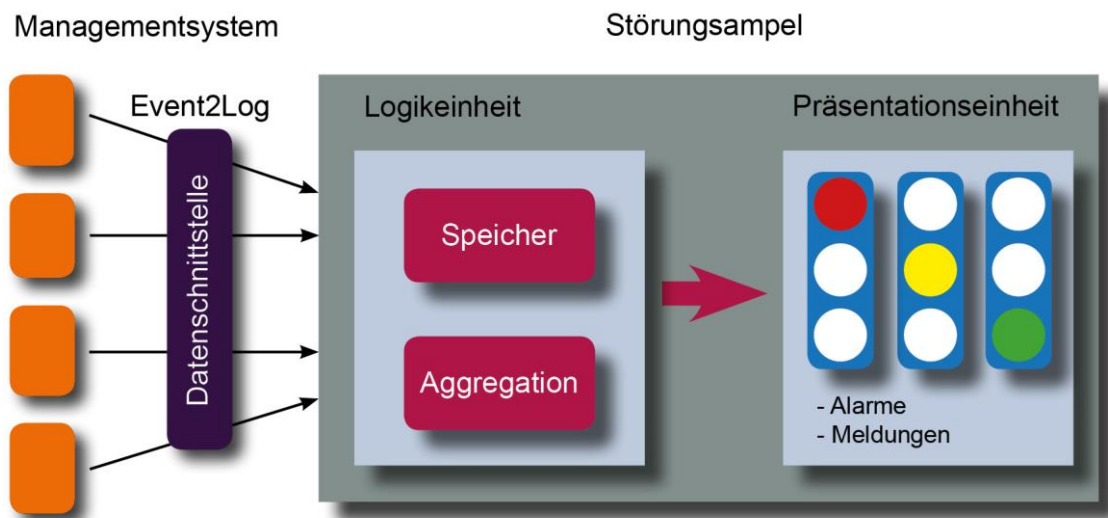 Managementsystem
Störungsampel
Event2Log
Datenschnittstelle
Logikeinheit
Speicher
Aggregation
Präsentationseinheit
- Alarme
- Meldungen